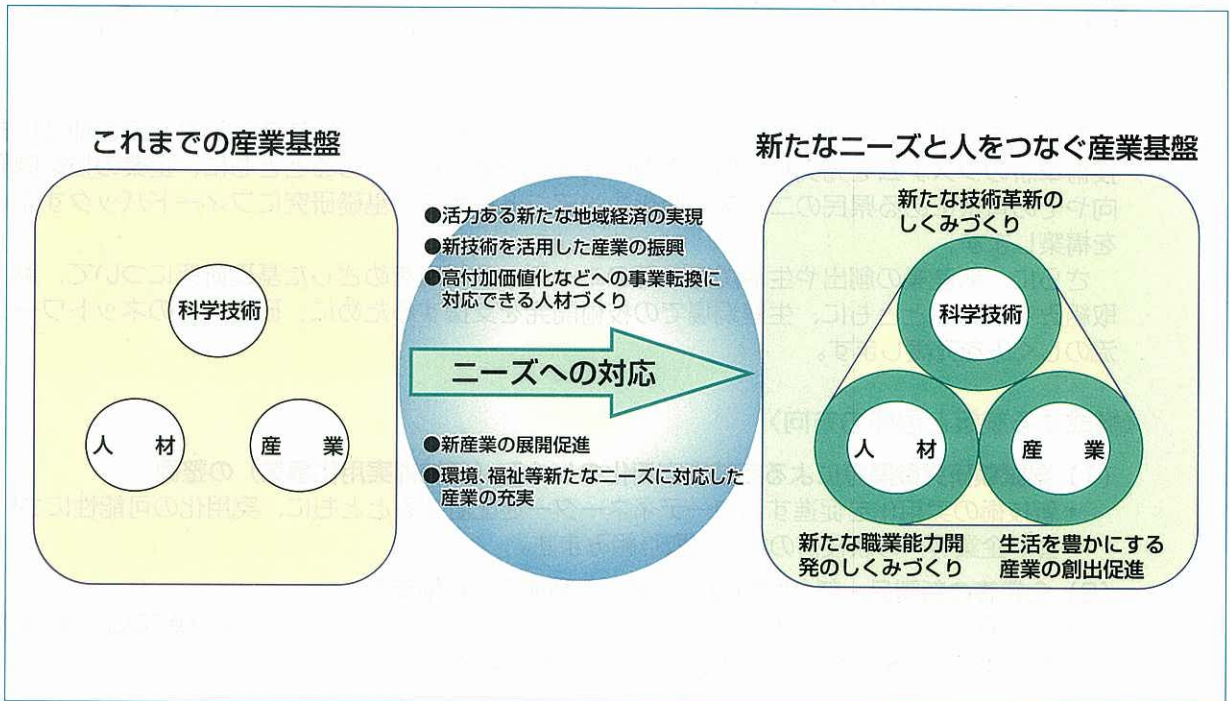 これまでの産業基盤
科学技術
人　材
産　業
●活力ある新たな地域経済の実現
●新技術を活用した産業の振興
●高付加価値化などへの事業転換に
対応できる人材づくり
ニーズへの対応
●新産業の展開促進
●環境、福祉等新たなニーズに対応した
産業の充実
新たなニーズと人をつなぐ産業基盤
新たな技術革新の
しくみづくり
科学技術
人　材
産　業
新たな職業能力開
発のしくみづくり
生活を豊かにする
産業の創出促進